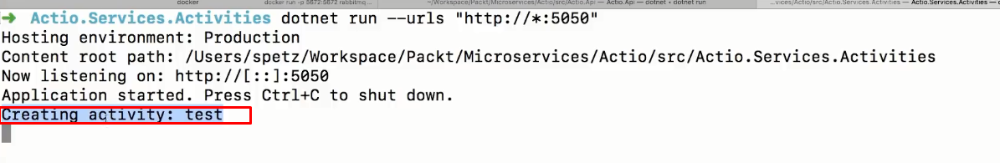 docker
docker run -p 5672:5672 rabbitmq ...
~/Workspace/Packt/Microservices/Actio/src/Actio.Api — Actio.Api — dotnet • dotnet run
...vices/Actio/src/Actio.Services.Activities — Actio.Services.Activities —
➜ Actio.Services.Activities dotnet run --urls "http://*:5050"
Hosting environment: Production
Content root path: /Users/spetz/Workspace/Packt/Microservices/Actio/src/Actio.Services.Activities
Now listening on: http://[::]:5050
Application started. Press Ctrl+C to shut down.
Creating activity: test